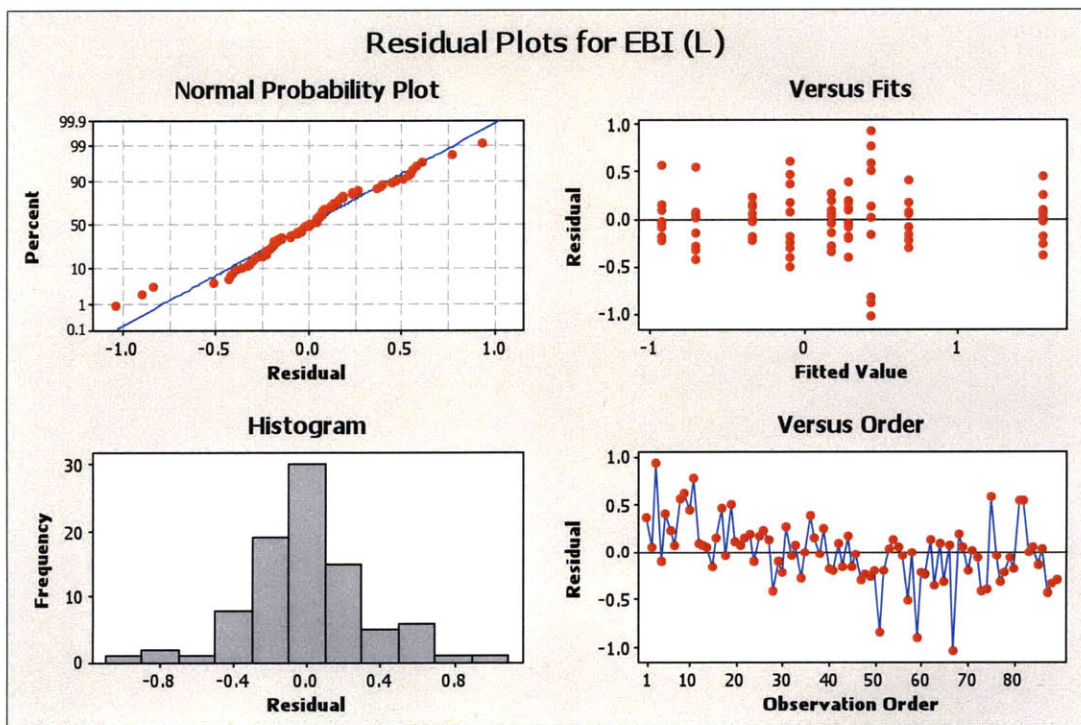 Residual Plots for EBI (L)
Normal Probability Plot
99.9
99
90
50
10
1
0.1
Percent
-1.0 -0.5 0.0 0.5 1.0
Residual
Versus Fits
1.0
0.5
0.0
-0.5
-1.0
Residual
-1 0 1
Fitted Value
Histogram
30
20
10
0
Frequency
-0.8 -0.4 0.0 0.4 0.8
Residual
Versus Order
1.0
0.5
0.0
-0.5
-1.0
Residual
1 10 20 30 40 50 60 70 80
Observation Order